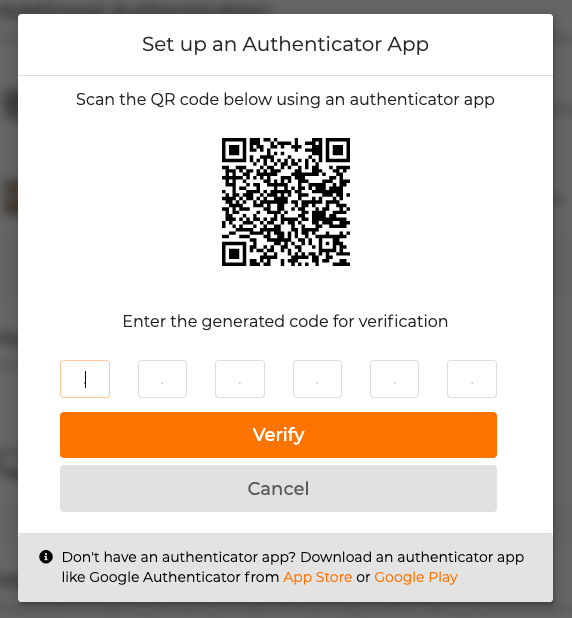 Set up an Authenticator App
Scan the QR code below using an authenticator app
Enter the generated code for verification
Verify
Cancel
Don't have an authenticator app? Download an authenticator app
like Google Authenticator from App Store or Google Play